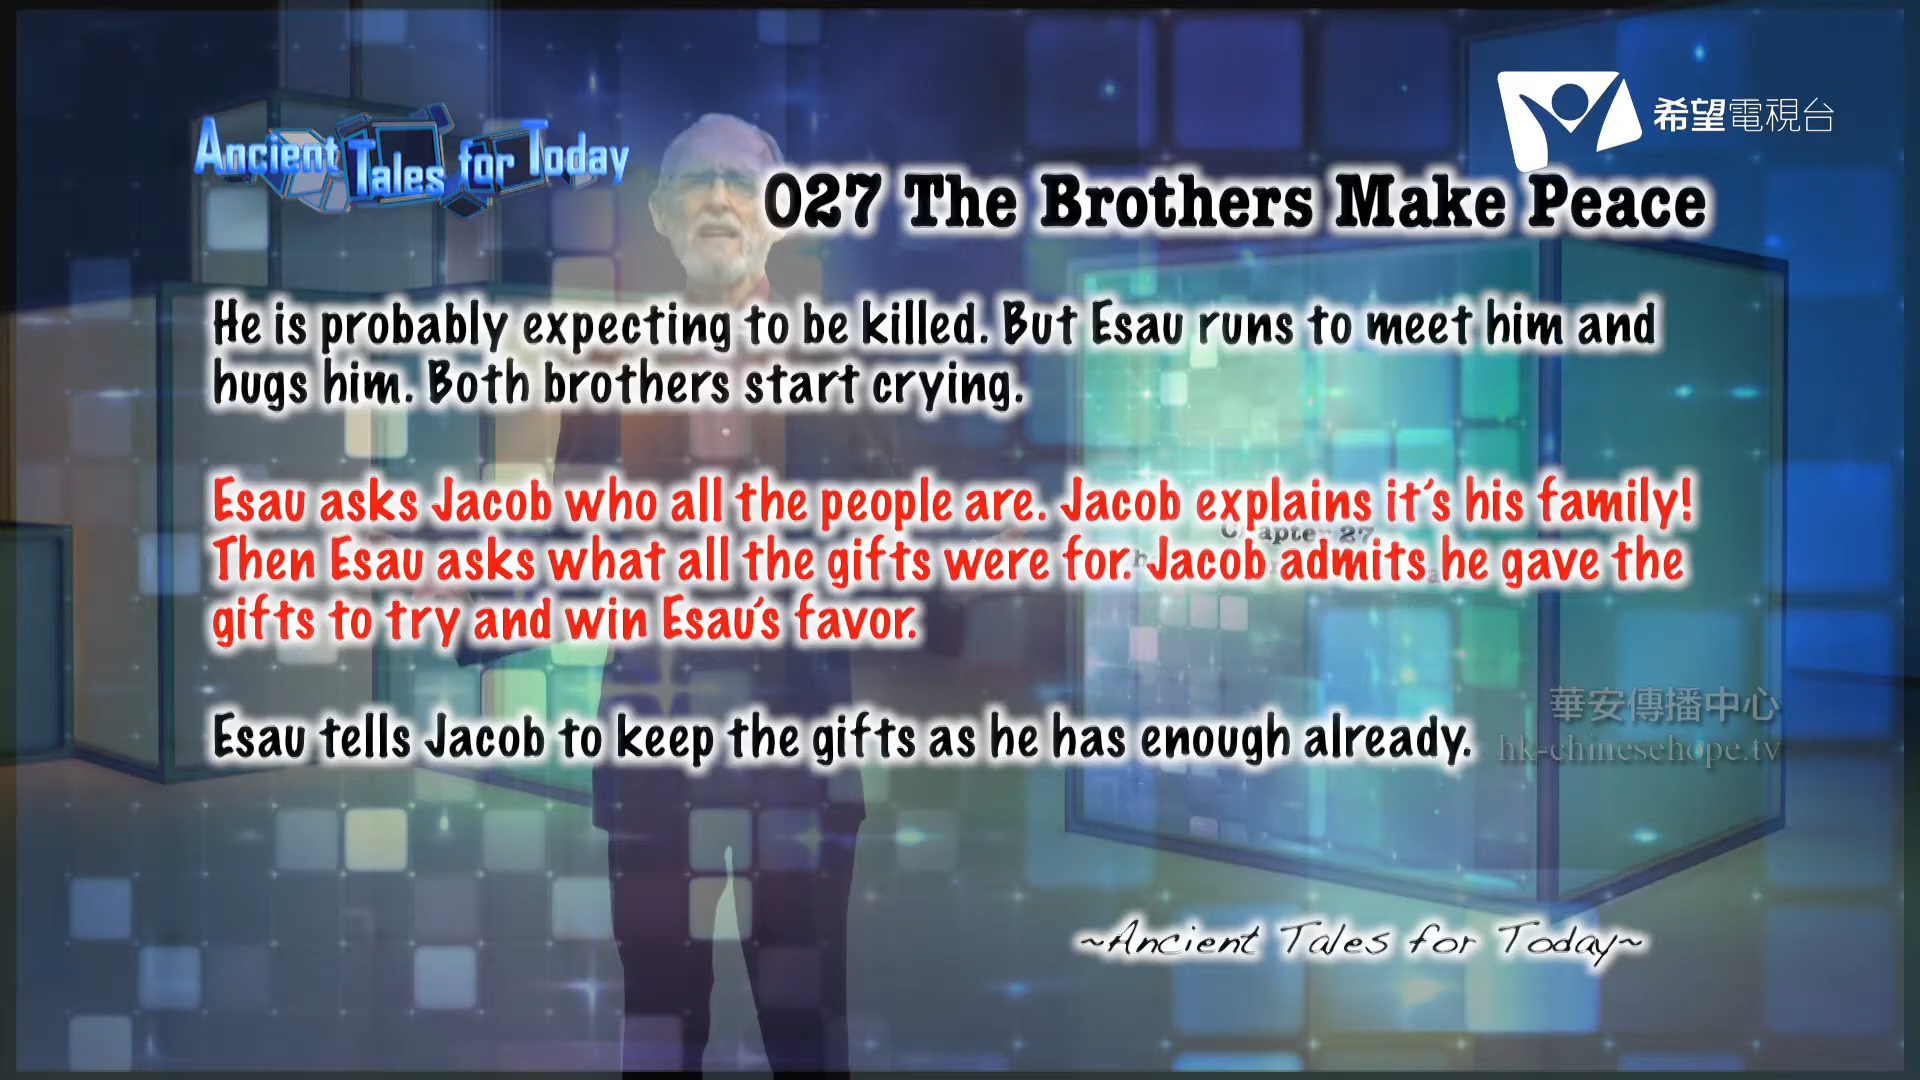 Ancient Tales for Today
希望電視台
027 The Brothers Make Peace
He is probably expecting to be killed. But Esau runs to meet him and
hugs him. Both brothers start crying.
Esau asks Jacob who all the people are. Jacob explains it's his family!
Chapter 27
Then Esau asks what all the gifts were for. Jacob admits he gave the
gifts to try and win Esau's favor.
華安傳播中心
Esau tells Jacob to keep the gifts as he has enough already.
hk-chinesehope.tv
~Ancient Tales for Today~